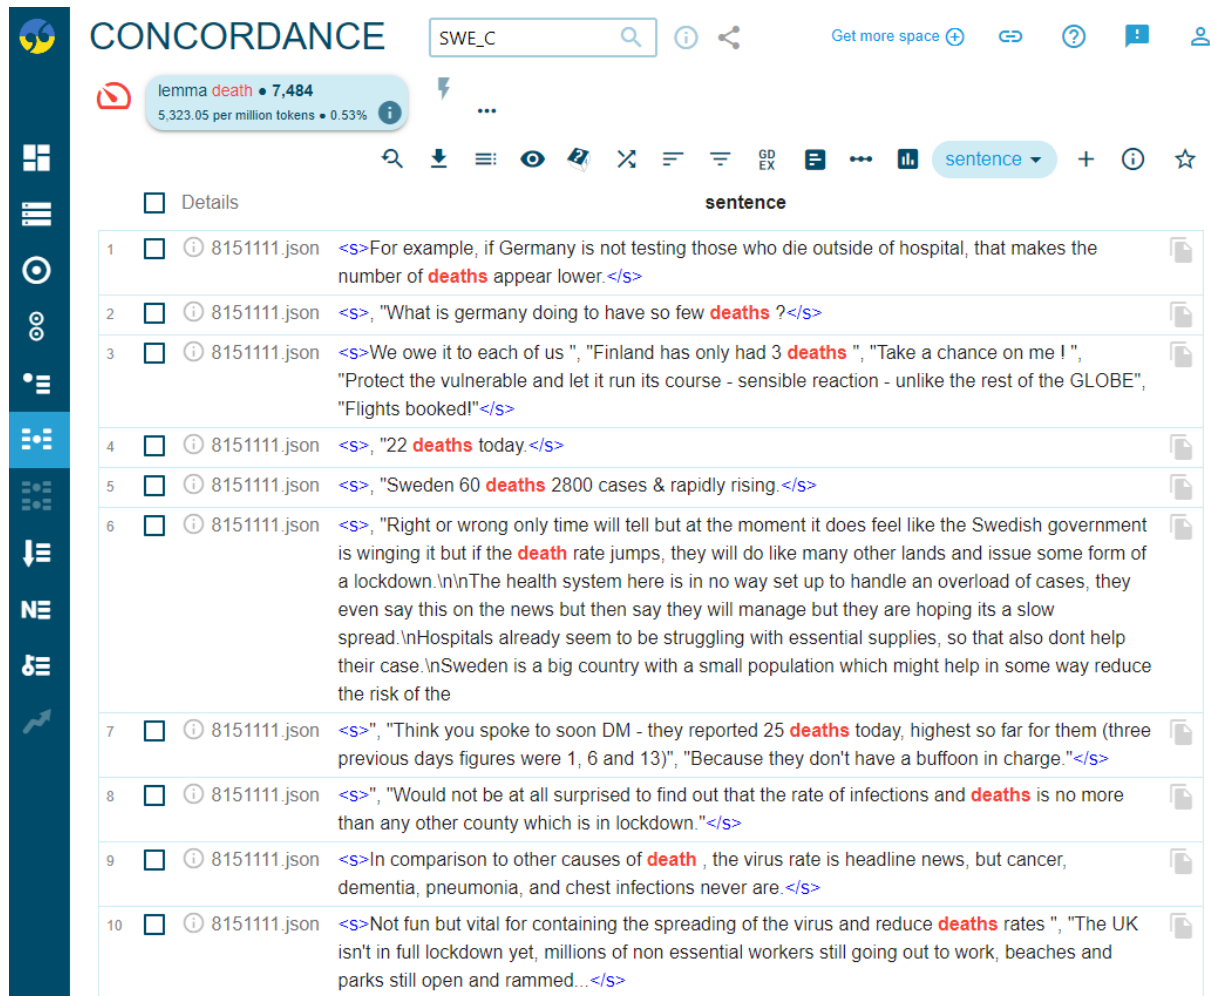 CONCORDANCE
SWE_C
Get more space
lemma death • 7,484
5,323.05 per million tokens • 0.53%
GD
EX
sentence
Details
sentence
1 8151111.json <s>For example, if Germany is not testing those who die outside of hospital, that makes the
number of deaths appear lower.</s>
2 8151111.json <s>, "What is germany doing to have so few deaths ?</s>
3 8151111.json <s>We owe it to each of us ", "Finland has only had 3 deaths ", "Take a chance on me ! ",
"Protect the vulnerable and let it run its course - sensible reaction - unlike the rest of the GLOBE",
"Flights booked!"</s>
4 8151111.json <s>, "22 deaths today.</s>
5 8151111.json <s>, "Sweden 60 deaths 2800 cases & rapidly rising.</s>
6 8151111.json <s>, "Right or wrong only time will tell but at the moment it does feel like the Swedish government
is winging it but if the death rate jumps, they will do like many other lands and issue some form of
a lockdown.\n\nThe health system here is in no way set up to handle an overload of cases, they
even say this on the news but then say they will manage but they are hoping its a slow
spread.\nHospitals already seem to be struggling with essential supplies, so that also dont help
their case.\nSweden is a big country with a small population which might help in some way reduce
the risk of the
7 8151111.json <s>", "Think you spoke to soon DM - they reported 25 deaths today, highest so far for them (three
previous days figures were 1, 6 and 13)", "Because they don't have a buffoon in charge."</s>
8 8151111.json <s>", "Would not be at all surprised to find out that the rate of infections and deaths is no more
than any other county which is in lockdown."</s>
9 8151111.json <s>In comparison to other causes of death , the virus rate is headline news, but cancer,
dementia, pneumonia, and chest infections never are.</s>
10 8151111.json <s>Not fun but vital for containing the spreading of the virus and reduce deaths rates ", "The UK
isn't in full lockdown yet, millions of non essential workers still going out to work, beaches and
parks still open and rammed...</s>